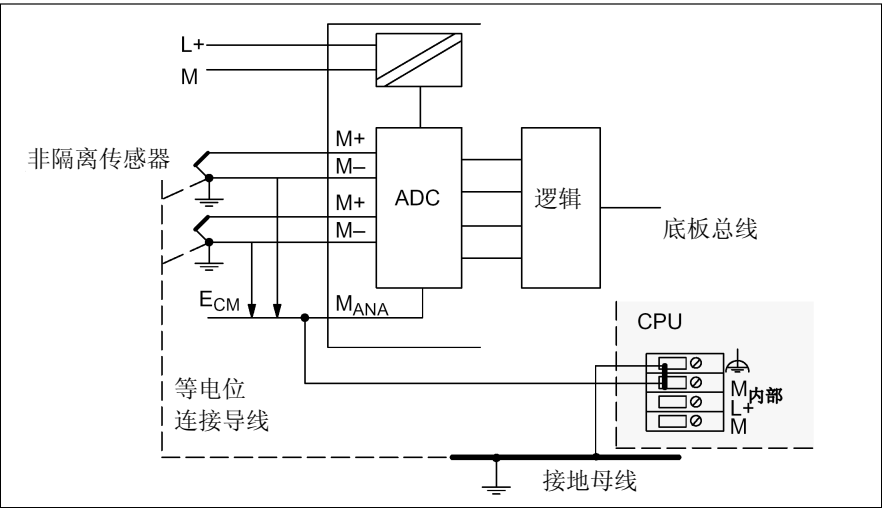 L+
M
M+
非隔离传感器
M–
M+
ADC
逻辑
M–
底板总线
ECM
MANA
CPU
等电位
连接导线
M内部
L+
M
接地母线